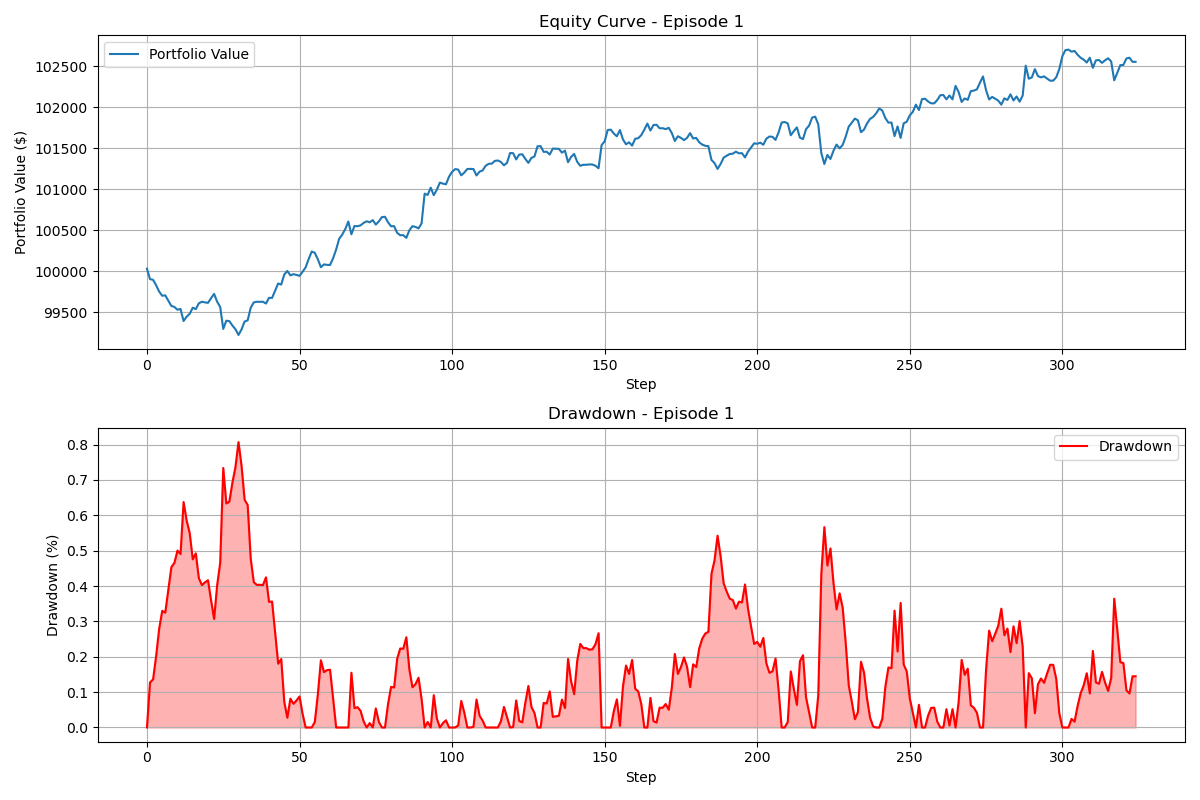 Equity Curve - Episode 1
Portfolio Value
Portfolio Value ($)
102500
102000
101500
101000
100500
100000
99500
0 50 100 150 200 250 300
Step
Drawdown - Episode 1
Drawdown
Drawdown (%)
0.8
0.7
0.6
0.5
0.4
0.3
0.2
0.1
0.0
0 50 100 150 200 250 300
Step